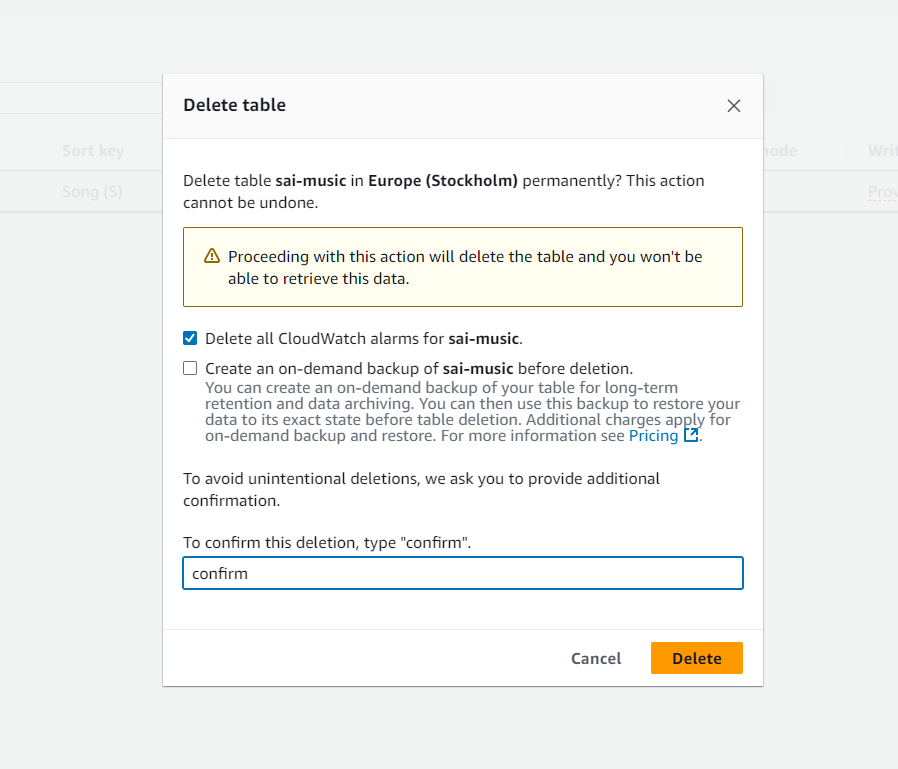 Delete table
Sort key
node
Writ
Song (S)
Prov
Delete table sai-music in Europe (Stockholm) permanently? This action
cannot be undone.
Proceeding with this action will delete the table and you won't be
able to retrieve this data.
Delete all CloudWatch alarms for sai-music.
Create an on-demand backup of sai-music before deletion.
You can create an on-demand backup of your table for long-term
retention and data archiving. You can then use this backup to restore your
data to its exact state before table deletion. Additional charges apply for
on-demand backup and restore. For more information see Pricing.
To avoid unintentional deletions, we ask you to provide additional
confirmation.
To confirm this deletion, type "confirm".
confirm
Cancel
Delete